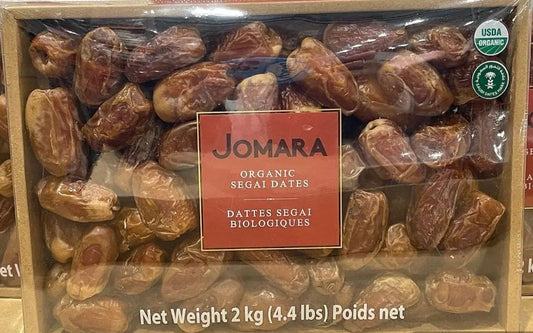 USDA
ORGANIC
JOMARA
ORGANIC
SEGAI DATES
DATTES SEGAI
BIOLOGIQUES
Net Weight 2 kg (4.4 lbs) Poids net